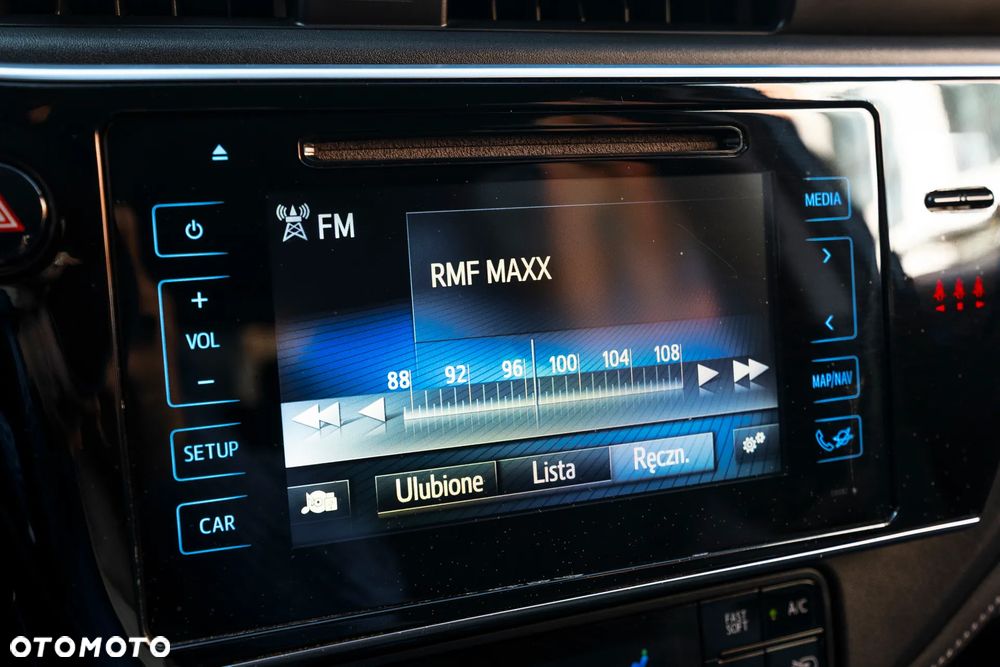 FM
MEDIA
RMF MAXX
+
VOL
−
88 92 96 100 104 108
MAP/NAV
SETUP
Ulubione Lista Ręczn.
CAR
FAST
SOFT
A/C
OTOMOTO